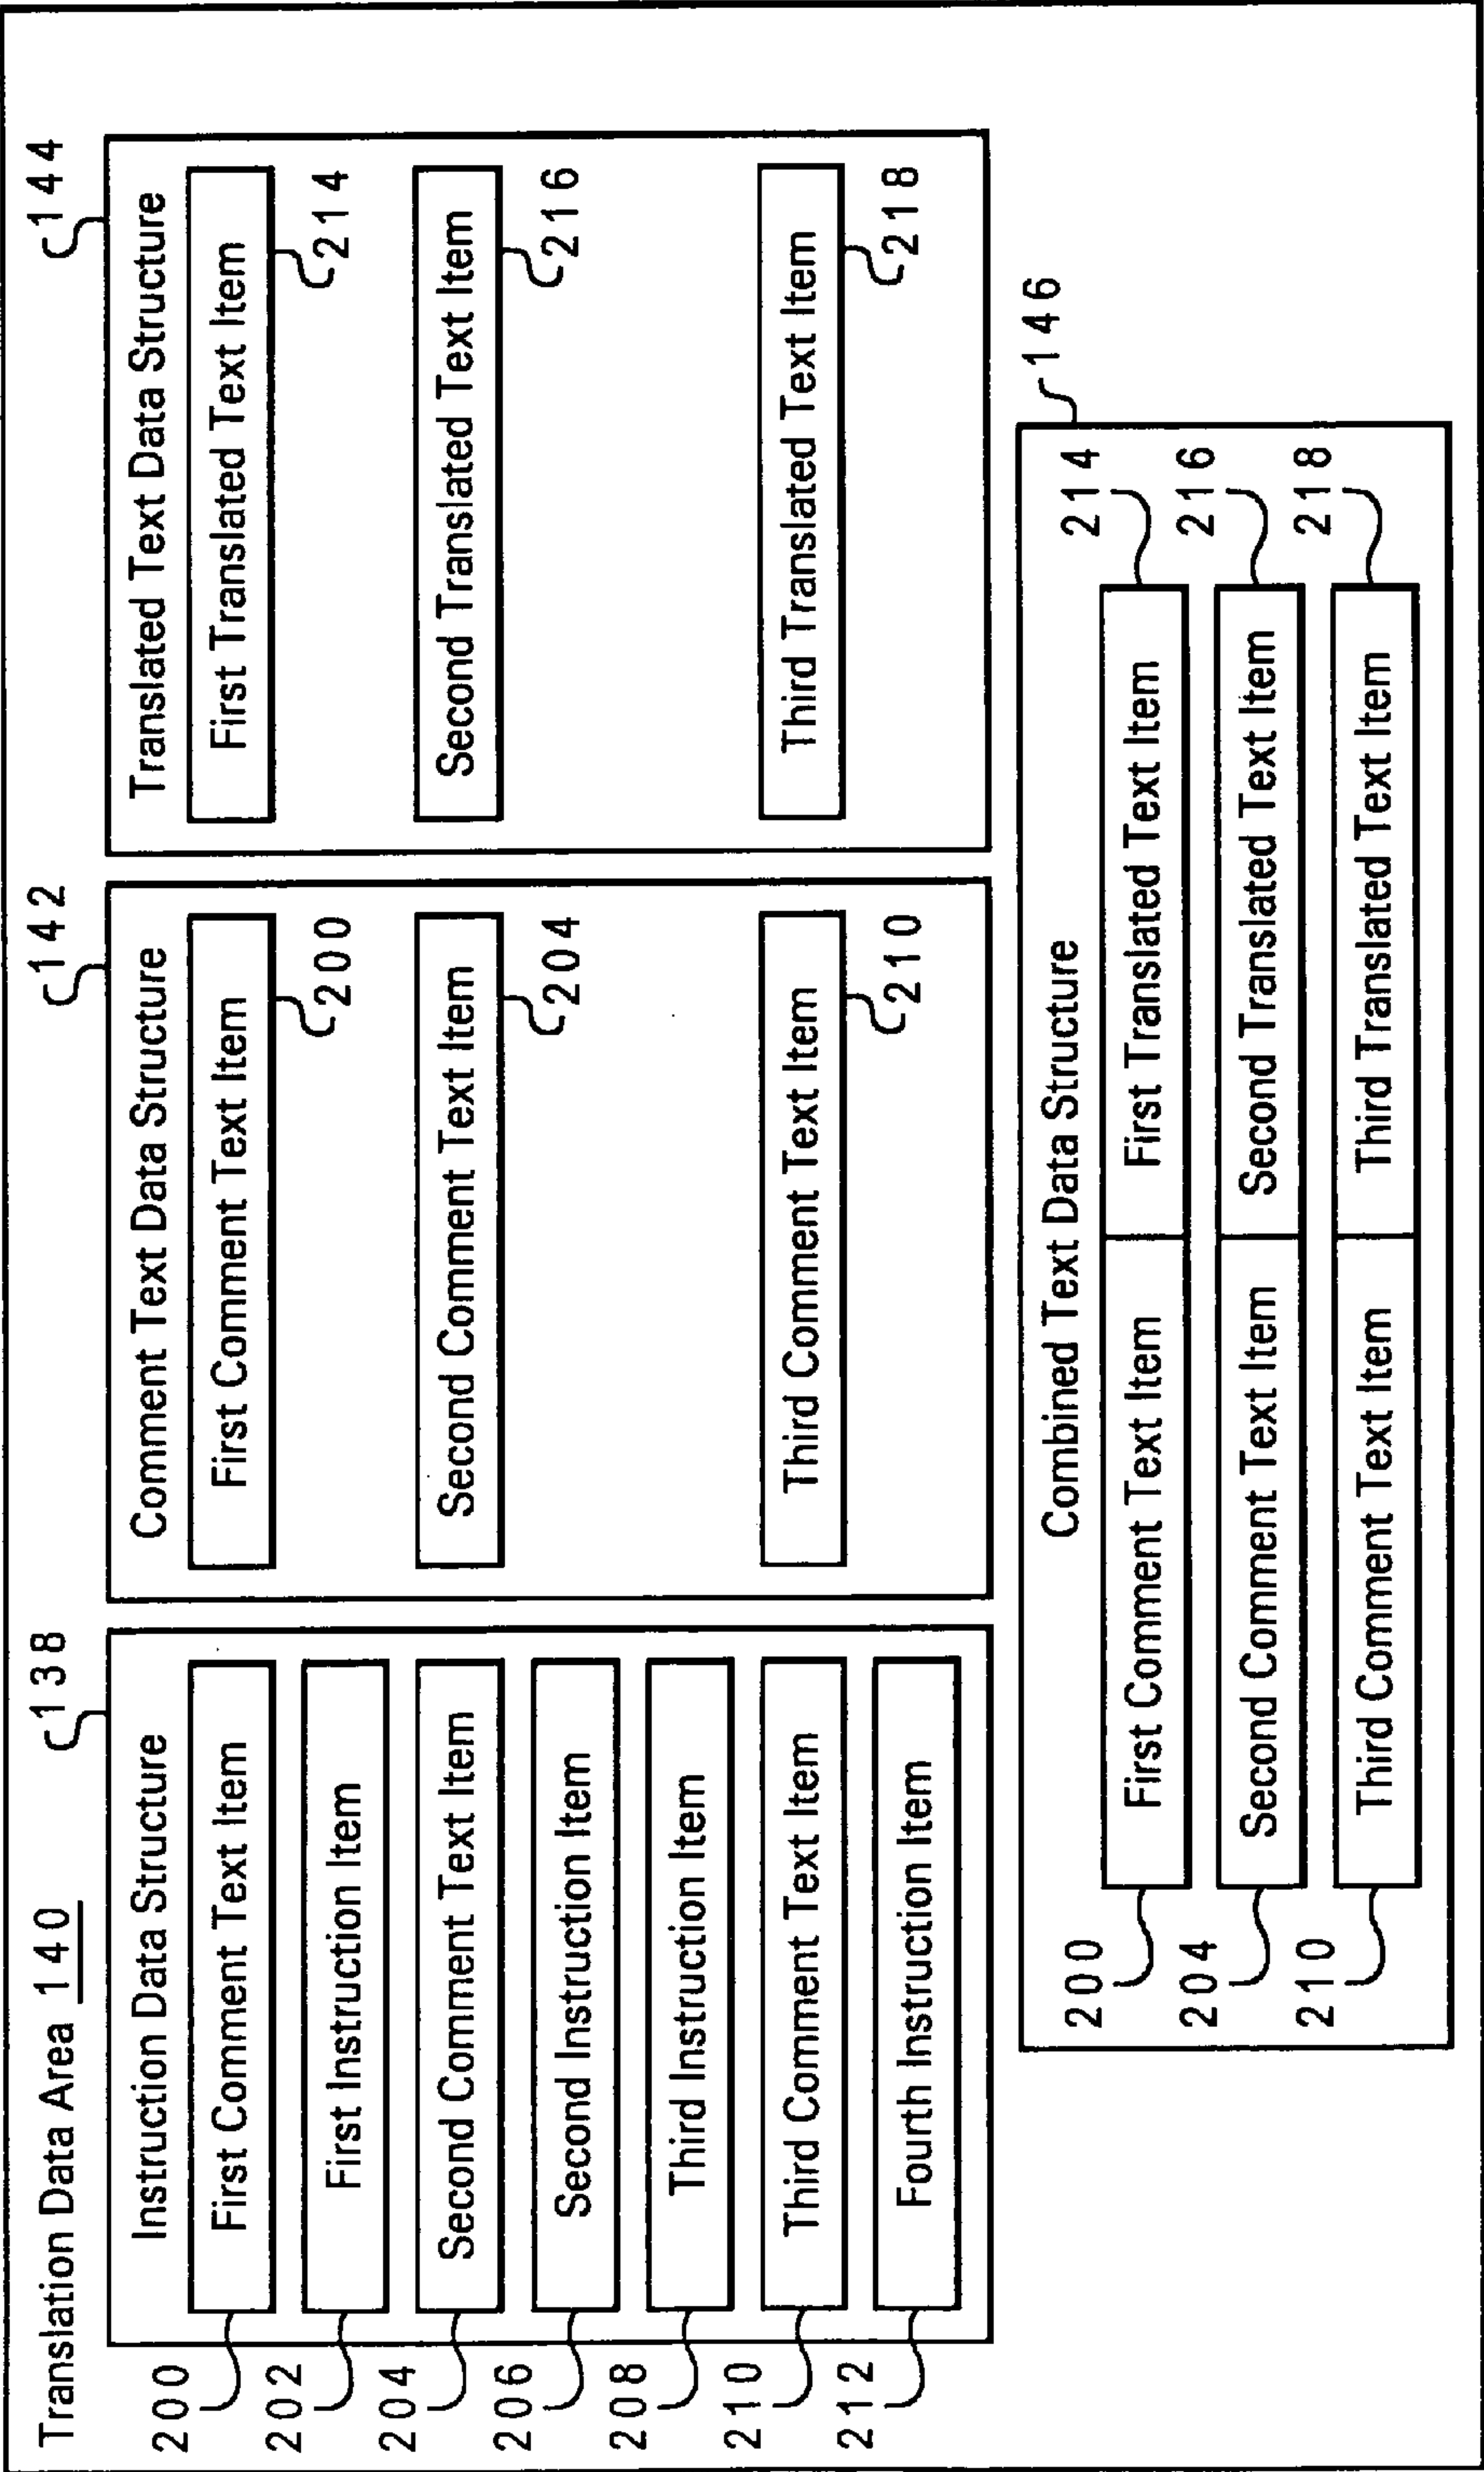 Translation Data Area 140
138
Instruction Data Structure
200 First Comment Text Item
202 First Instruction Item
204 Second Comment Text Item
206 Second Instruction Item
208 Third Instruction Item
210 Third Comment Text Item
212 Fourth Instruction Item
142
Comment Text Data Structure
First Comment Text Item
200
Second Comment Text Item
204
Third Comment Text Item
210
144
Translated Text Data Structure
First Translated Text Item
214
Second Translated Text Item
216
Third Translated Text Item
218
146
Combined Text Data Structure
200 First Comment Text Item First Translated Text Item 214
204 Second Comment Text Item Second Translated Text Item 216
210 Third Comment Text Item Third Translated Text Item 218